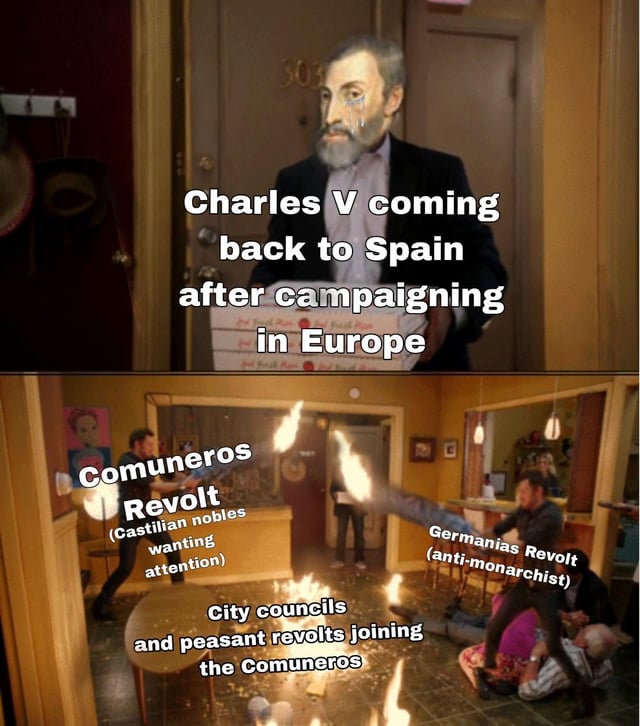 303
Charles V coming
back to Spain
after campaigning
in Europe
Comuneros
Revolt
(Castilian nobles
wanting
attention)
Germanias Revolt
(anti-monarchist)
City councils
and peasant revolts joining
the Comuneros